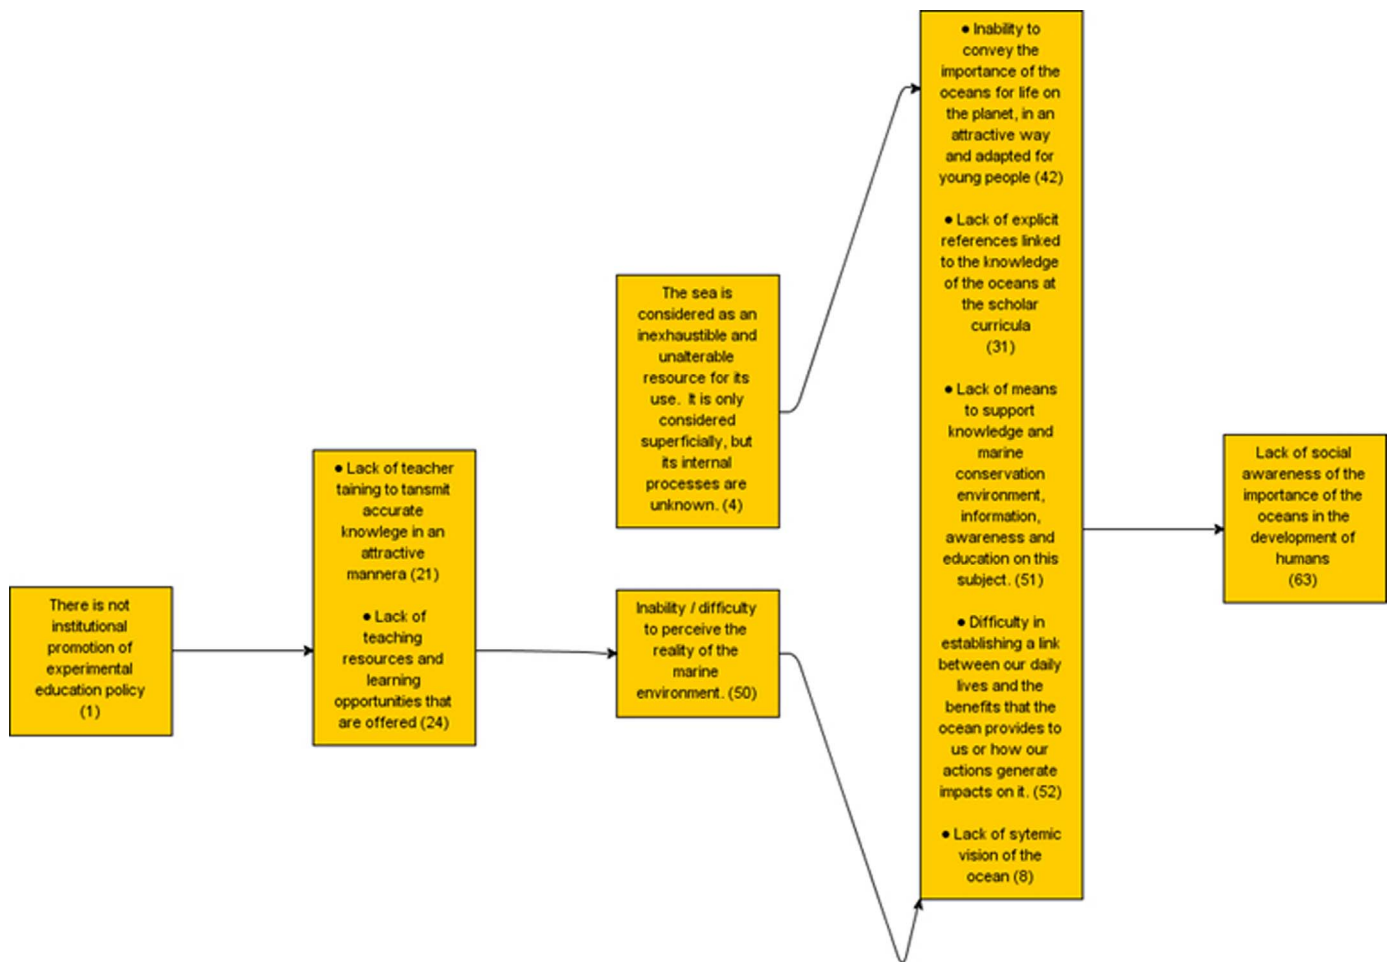 There is not
institutional
promotion of
experimental
education policy
(1)
● Lack of teacher
taining to tansmit
accurate
knowlege in an
attractive
mannera (21)
● Lack of
teaching
resources and
learning
opportunities that
are offered (24)
The sea is
considered as an
inexhaustible and
unalterable
resource for its
use. It is only
considered
superficially, but
its internal
processes are
unknown. (4)
Inability / difficulty
to perceive the
reality of the
marine
environment. (50)
● Inability to
convey the
importance of the
oceans for life on
the planet, in an
attractive way
and adapted for
young people (42)
● Lack of explicit
references linked
to the knowledge
of the oceans at
the scholar
curricula
(31)
● Lack of means
to support
knowledge and
marine
conservation
environment,
information,
awareness and
education on this
subject. (51)
● Difficulty in
establishing a link
between our daily
lives and the
benefits that the
ocean provides to
us or how our
actions generate
impacts on it. (52)
● Lack of sytemic
vision of the
ocean (8)
Lack of social
awareness of the
importance of the
oceans in the
development of
humans
(63)